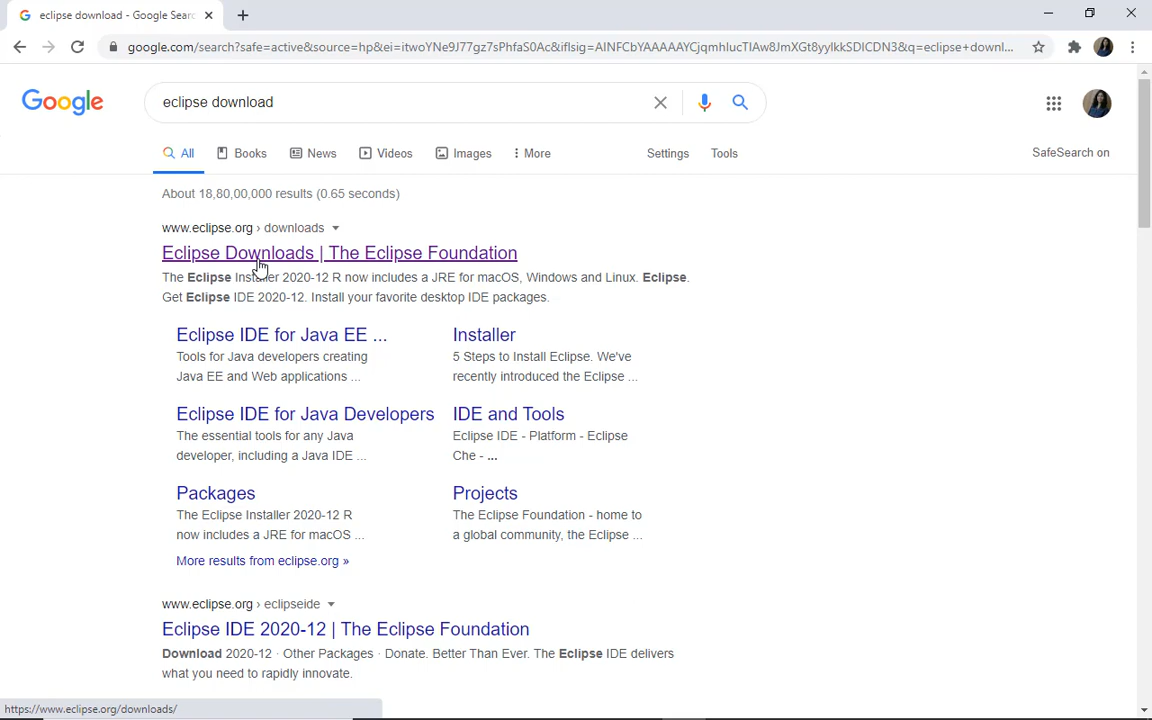 eclipse download - Google Sear
google.com/search?safe=active&source=hp&ei=itwoYNe9J77gz7sPhfaS0Ac&iflsig=AINFCbYAAAAAYCjqmhlucTIAw8JmXGt8yylkkSDICDN3&q=eclipse+downl...
Google
eclipse download
All Books News Videos Images More Settings Tools SafeSearch on
About 18,80,00,000 results (0.65 seconds)
www.eclipse.org › downloads
Eclipse Downloads | The Eclipse Foundation
The Eclipse Installer 2020-12 R now includes a JRE for macOS, Windows and Linux. Eclipse.
Get Eclipse IDE 2020-12. Install your favorite desktop IDE packages.
Eclipse IDE for Java EE ...
Tools for Java developers creating
Java EE and Web applications ...
Installer
5 Steps to Install Eclipse. We've
recently introduced the Eclipse ...
Eclipse IDE for Java Developers
The essential tools for any Java
developer, including a Java IDE ...
IDE and Tools
Eclipse IDE - Platform - Eclipse
Che - ...
Packages
The Eclipse Installer 2020-12 R
now includes a JRE for macOS ...
Projects
The Eclipse Foundation - home to
a global community, the Eclipse ...
More results from eclipse.org »
www.eclipse.org › eclipseide
Eclipse IDE 2020-12 | The Eclipse Foundation
Download 2020-12 · Other Packages · Donate. Better Than Ever. The Eclipse IDE delivers
what you need to rapidly innovate.
https://www.eclipse.org/downloads/